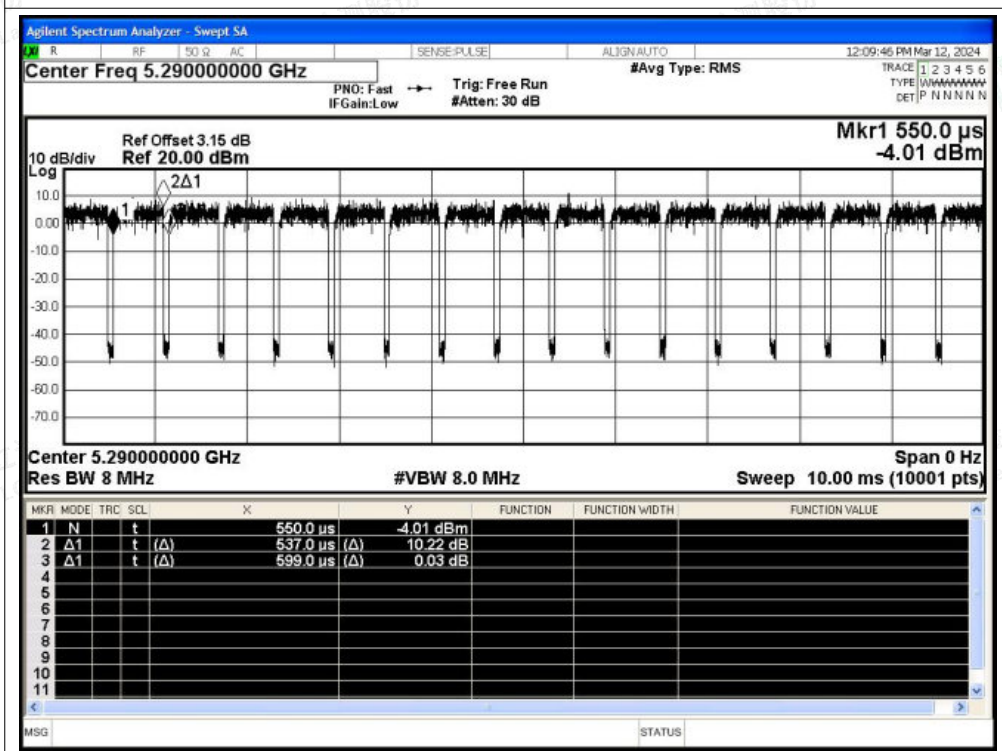 Agilent Spectrum Analyzer - Swept SA
R RF 50 Ω AC SENSE:PULSE ALIGN AUTO 12:09:46 PM Mar 12, 2024
Center Freq 5.290000000 GHz
PNO: Fast
IFGain:Low
Trig: Free Run
#Atten: 30 dB
#Avg Type: RMS
TRACE 1 2 3 4 5 6
TYPE
DET P N N N N N
Mkr1 550.0 µs
-4.01 dBm
Ref Offset 3.15 dB
10 dB/div Ref 20.00 dBm
Log
2Δ1
1
10.0
0.00
-10.0
-20.0
-30.0
-40.0
-50.0
-60.0
-70.0
Center 5.290000000 GHz Span 0 Hz
Res BW 8 MHz #VBW 8.0 MHz Sweep 10.00 ms (10001 pts)
MKR MODE TRC SCL X Y FUNCTION FUNCTION WIDTH FUNCTION VALUE
1 N t 550.0 µs -4.01 dBm
2 Δ1 t (Δ) 537.0 µs (Δ) 10.22 dB
3 Δ1 t (Δ) 599.0 µs (Δ) 0.03 dB
4
5
6
7
8
9
10
11
MSG STATUS